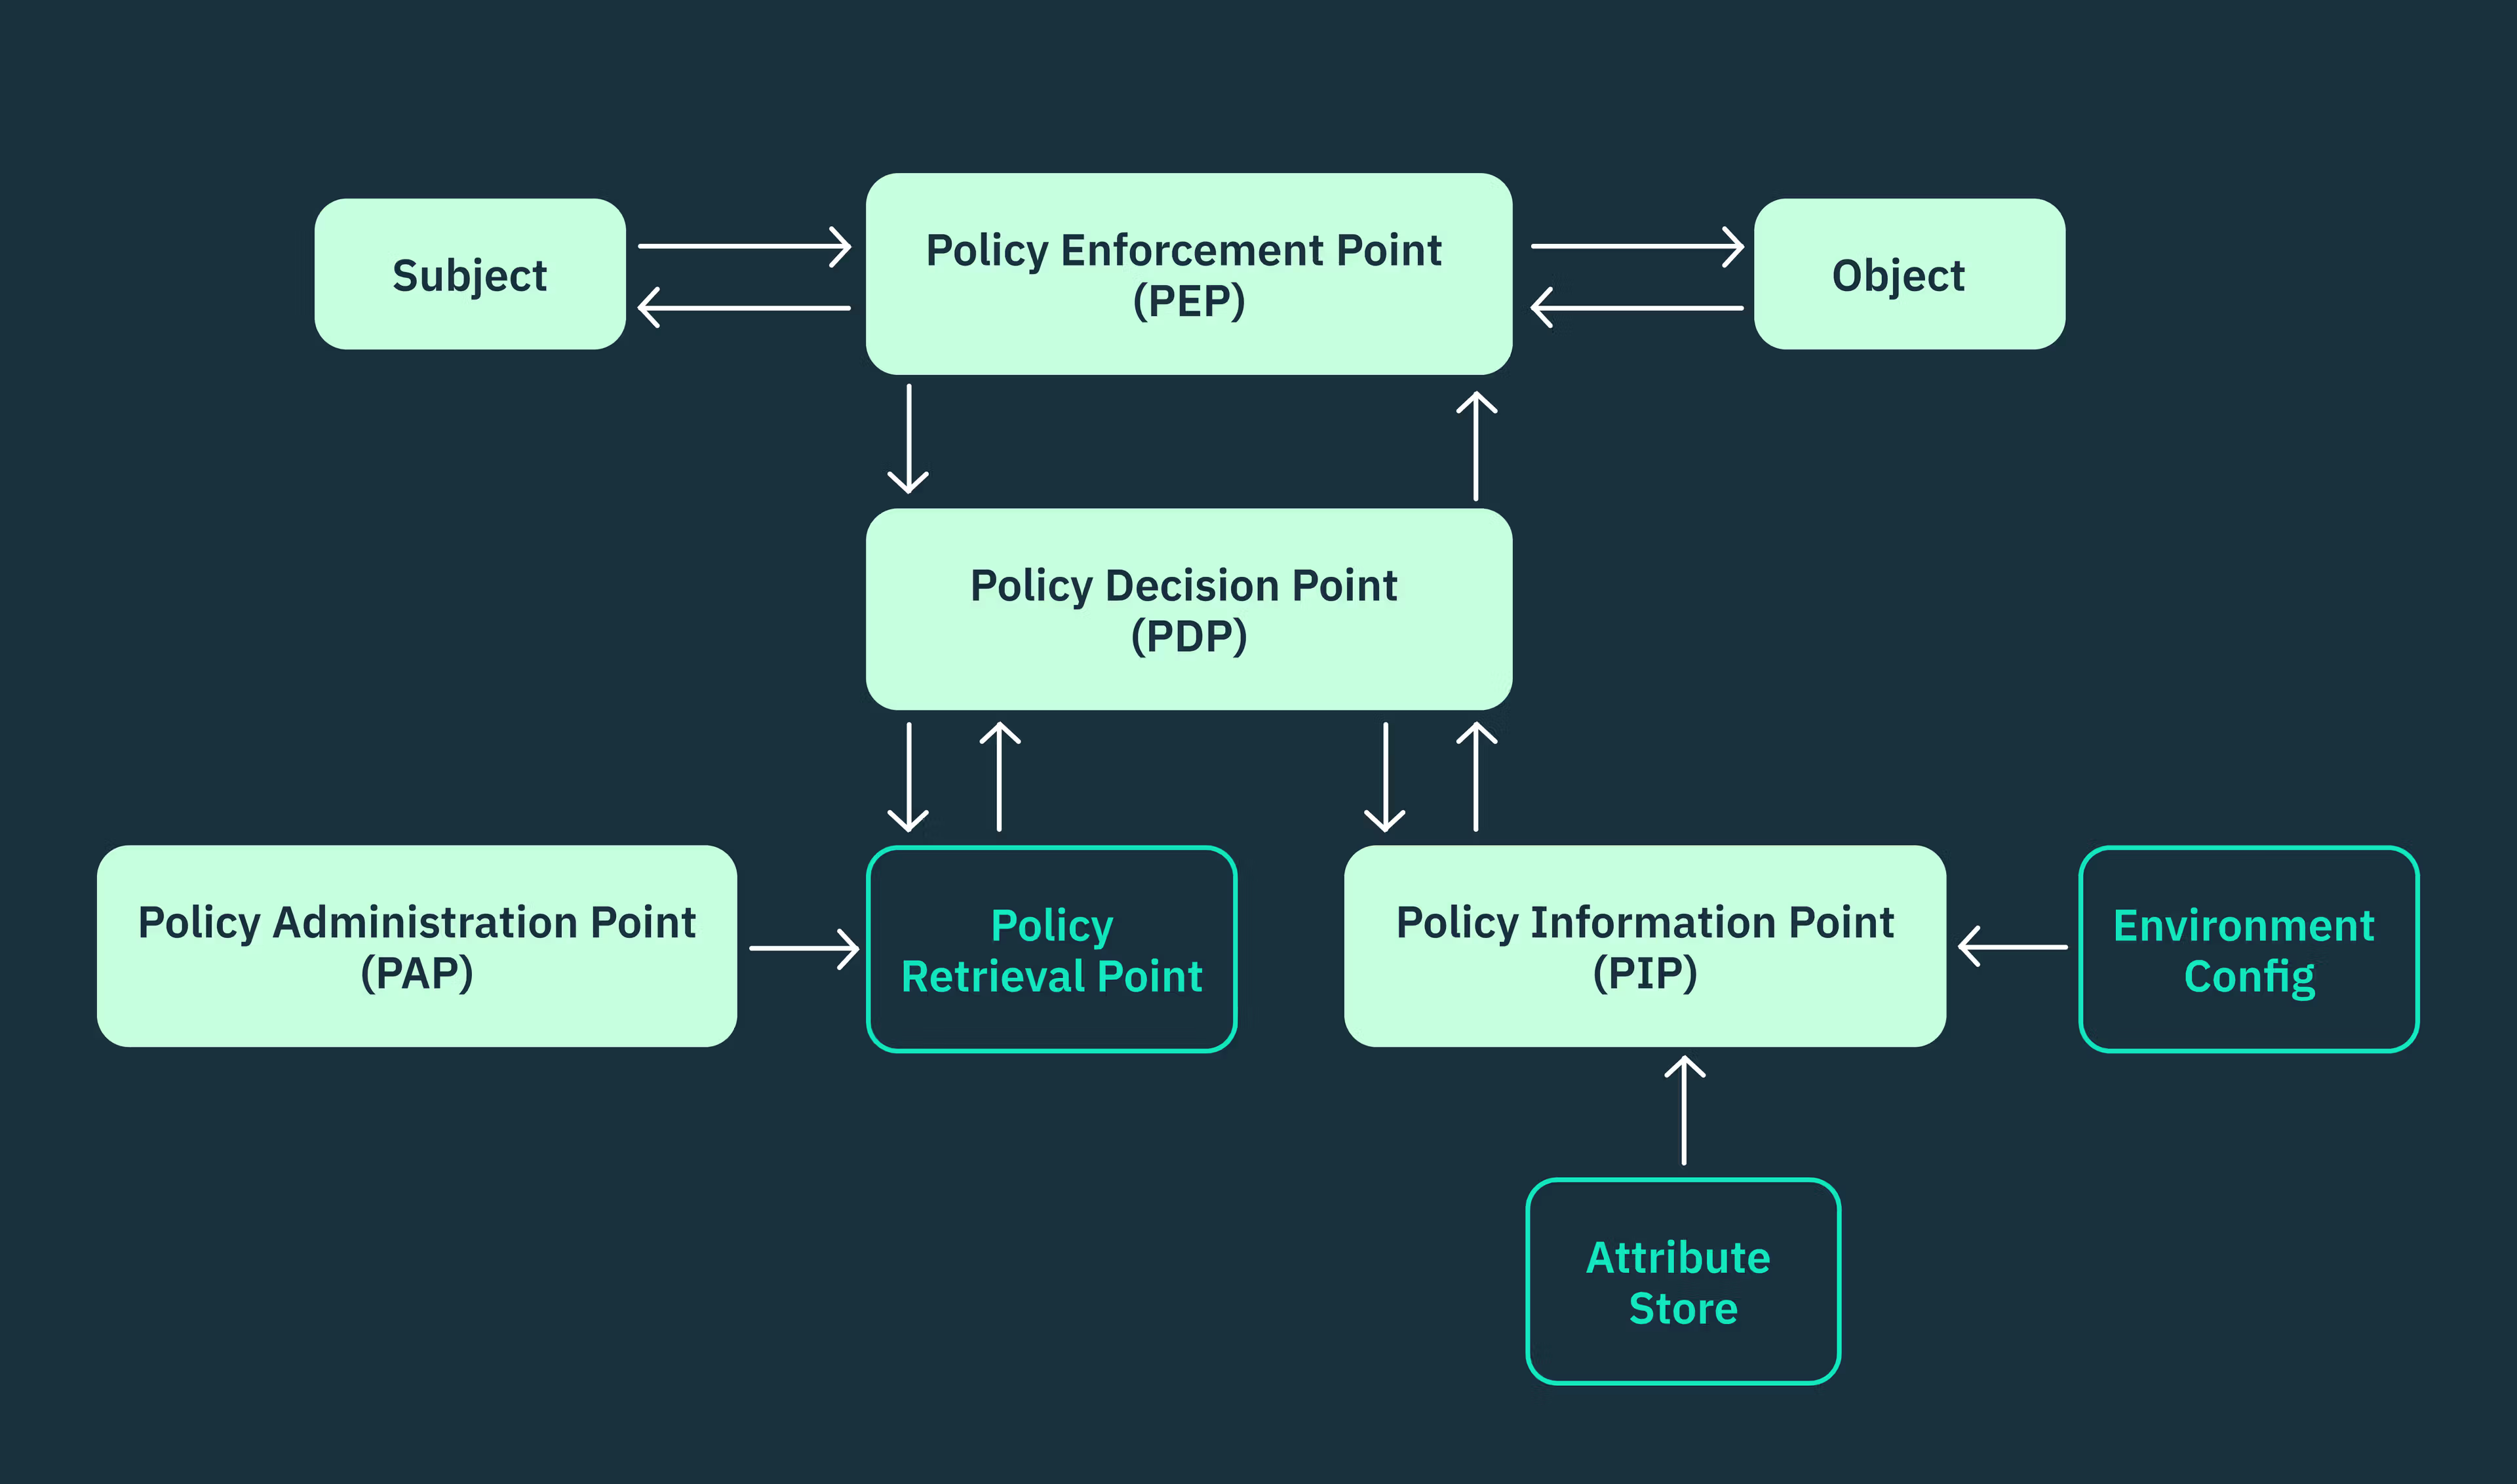 Subject
Policy Enforcement Point
(PEP)
Object
Policy Decision Point
(PDP)
Policy Administration Point
(PAP)
Policy
Retrieval Point
Policy Information Point
(PIP)
Environment
Config
Attribute
Store